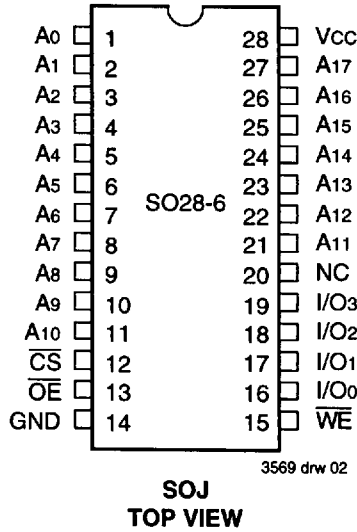 A0 1 28 VCC
A1 2 27 A17
A2 3 26 A16
A3 4 25 A15
A4 5 24 A14
A5 6 23 A13
SO28-6
A6 7 22 A12
A7 8 21 A11
A8 9 20 NC
A9 10 19 I/O3
A10 11 18 I/O2
CS 12 17 I/O1
OE 13 16 I/O0
GND 14 15 WE
3569 drw 02
SOJ
TOP VIEW